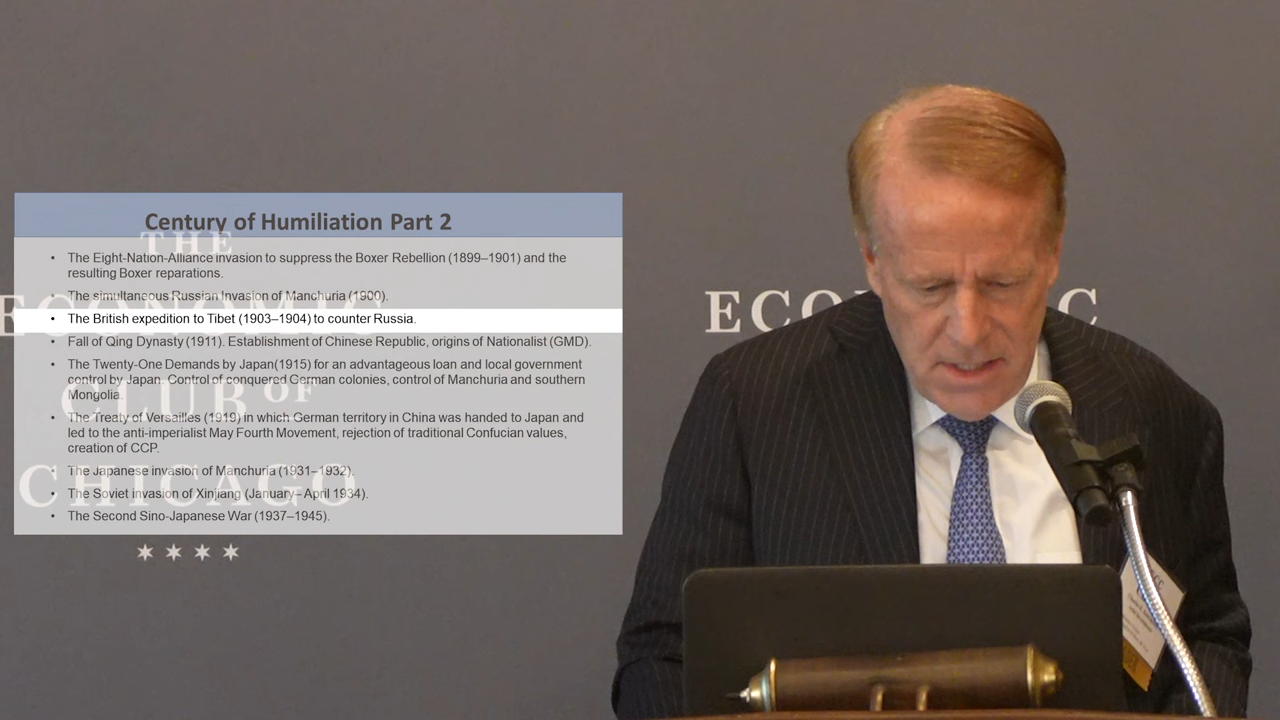 Century of Humiliation Part 2
• The Eight-Nation-Alliance invasion to suppress the Boxer Rebellion (1899–1901) and the
resulting Boxer reparations.
• The simultaneous Russian Invasion of Manchuria (1900).
• The British expedition to Tibet (1903–1904) to counter Russia.
• Fall of Qing Dynasty (1911). Establishment of Chinese Republic, origins of Nationalist (GMD).
• The Twenty-One Demands by Japan(1915) for an advantageous loan and local government
control by Japan. Control of conquered German colonies, control of Manchuria and southern
Mongolia.
• The Treaty of Versailles (1919) in which German territory in China was handed to Japan and
led to the anti-imperialist May Fourth Movement, rejection of traditional Confucian values,
creation of CCP.
• The Japanese invasion of Manchuria (1931–1932).
• The Soviet invasion of Xinjiang (January– April 1934).
• The Second Sino-Japanese War (1937–1945).
THE
ECONOMIC
CLUB OF
CHICAGO
ECO C